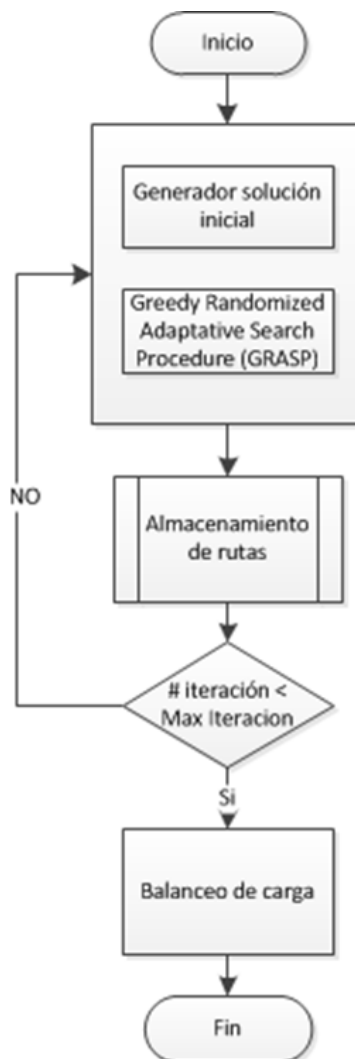 Inicio
Generador solución
inicial
Greedy Randomized
Adaptative Search
Procedure (GRASP)
NO
Almacenamiento
de rutas
# iteración <
Max Iteracion
Si
Balanceo de carga
Fin